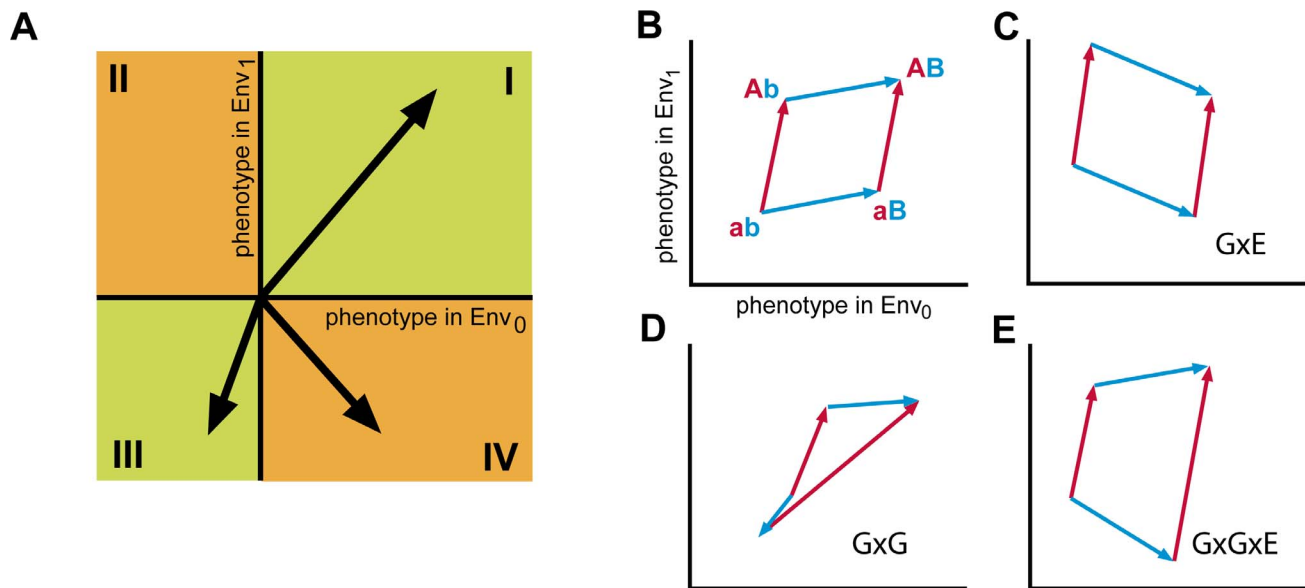 A
II
I
phenotype in Env1
phenotype in Env0
III
IV
B
phenotype in Env1
Ab
AB
ab
aB
phenotype in Env0
C
GxE
D
GxG
E
GxGxE